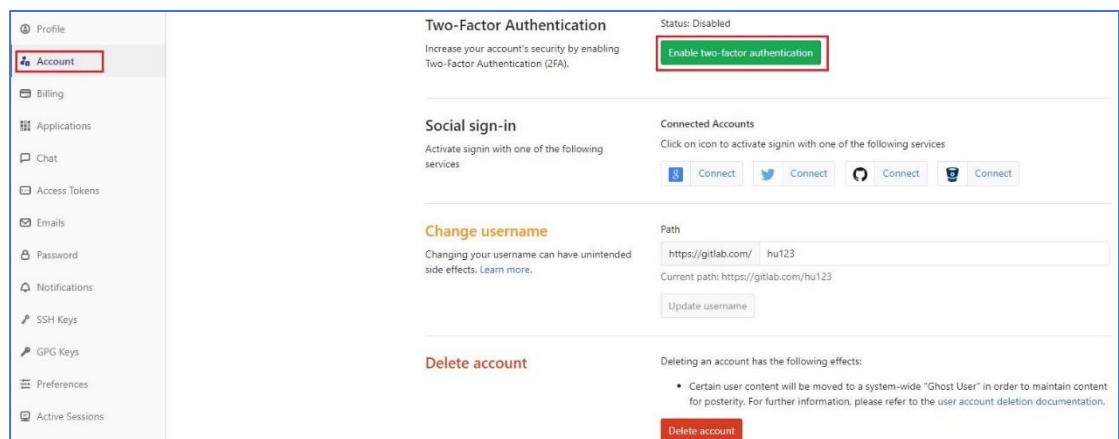 Profile
Account
Billing
Applications
Chat
Access Tokens
Emails
Password
Notifications
SSH Keys
GPG Keys
Preferences
Active Sessions
Two-Factor Authentication
Increase your account's security by enabling
Two-Factor Authentication (2FA).
Status: Disabled
Enable two-factor authentication
Social sign-in
Activate signin with one of the following
services
Connected Accounts
Click on icon to activate signin with one of the following services
8 Connect Connect Connect Connect
Change username
Changing your username can have unintended
side effects. Learn more.
Path
https://gitlab.com/ hu123
Current path: https://gitlab.com/hu123
Update username
Delete account
Deleting an account has the following effects:
• Certain user content will be moved to a system-wide "Ghost User" in order to maintain content
for posterity. For further information, please refer to the user account deletion documentation.
Delete account